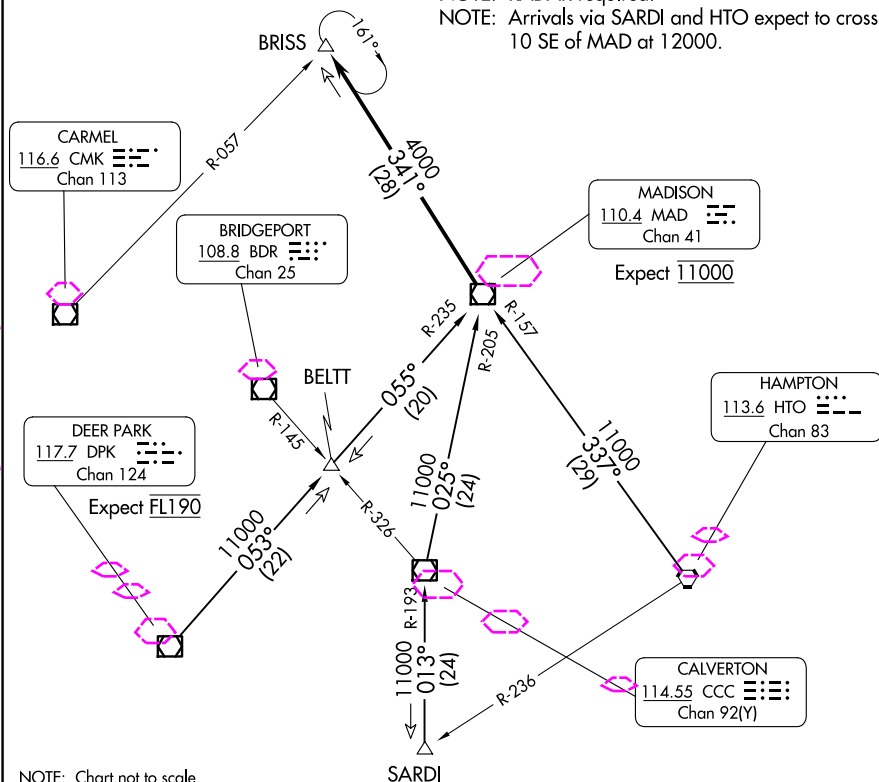 NOTE: RADAR required.
NOTE: Arrivals via SARDI and HTO expect to cross
10 SE of MAD at 12000.
BRISS
161°
CARMEL
116.6 CMK
Chan 113
R-057
4000
341°
(28)
MADISON
110.4 MAD
Chan 41
Expect 11000
BRIDGEPORT
108.8 BDR
Chan 25
R-235
R-205
R-157
BELTT
055°
(20)
R-145
HAMPTON
113.6 HTO
Chan 83
DEER PARK
117.7 DPK
Chan 124
Expect FL190
11000
053°
(22)
R-326
11000
025°
(24)
11000
337°
(29)
R-193
11000
013°
(24)
R-236
CALVERTON
114.55 CCC
Chan 92(Y)
NOTE: Chart not to scale.
SARDI